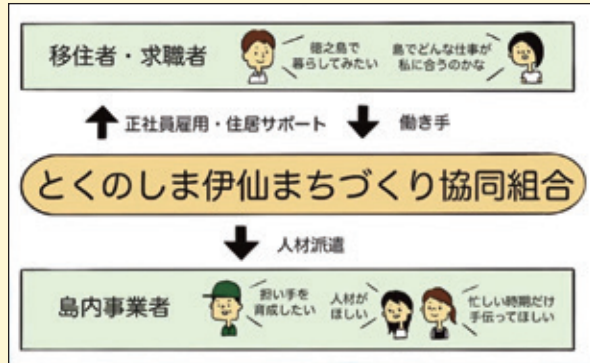 移住者・求職者
徳之島で
暮らしてみたい
島でどんな仕事が
私に合うのかな
正社員雇用・住居サポート
働き手
とくのしま伊仙まちづくり協同組合
人材派遣
島内事業者
担い手を
育成したい
人材が
ほしい
忙しい時期だけ
手伝ってほしい